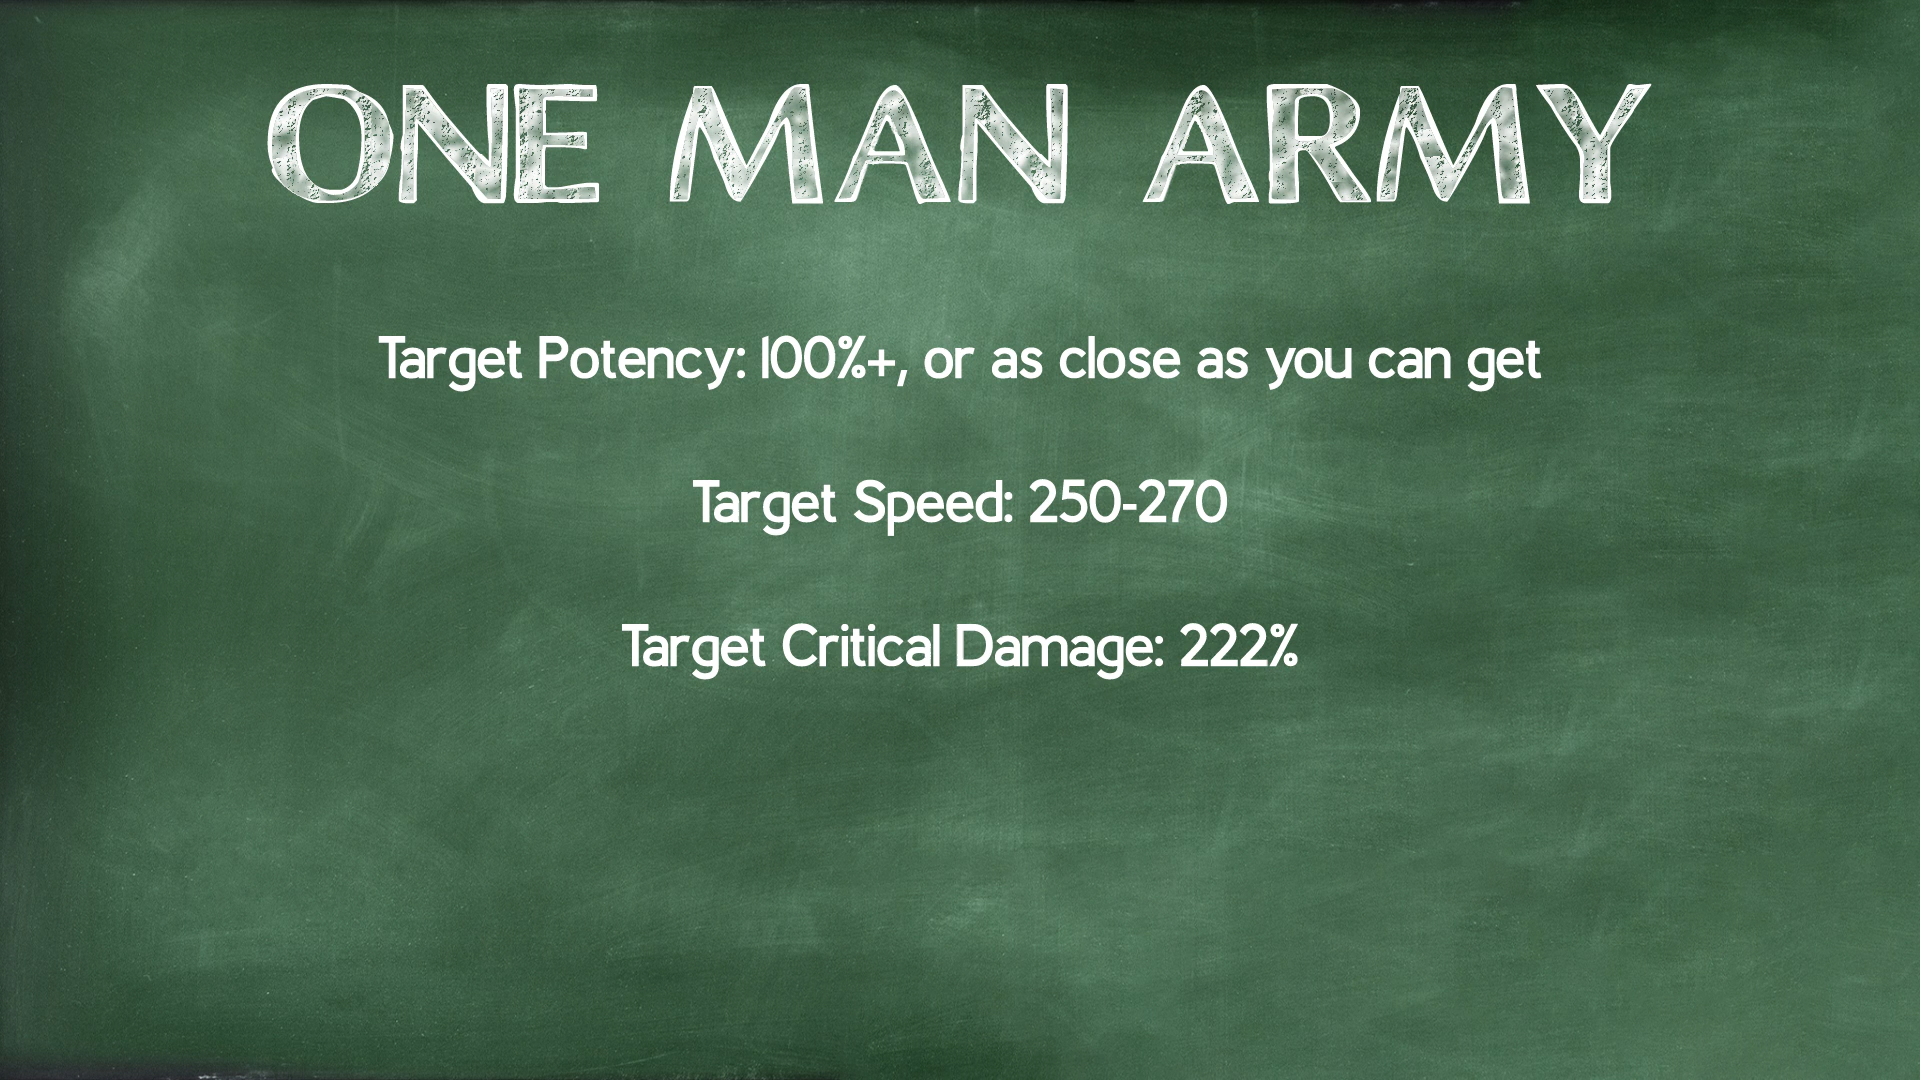 ONE MAN ARMY
Target Potency: 100%+, or as close as you can get
Target Speed: 250-270
Target Critical Damage: 222%